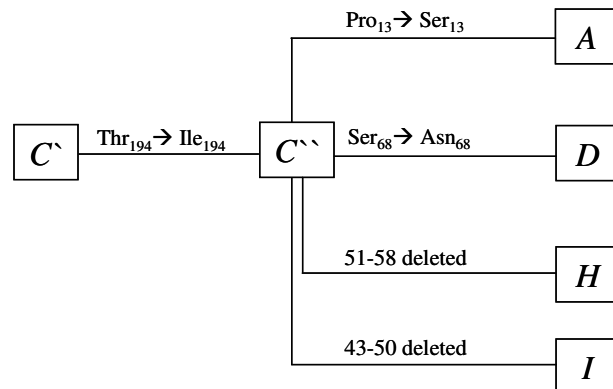 Pro₁₃→ Ser₁₃
A
C` Thr₁₉₄→ Ile₁₉₄ C`` Ser₆₈→ Asn₆₈ D
51-58 deleted
H
43-50 deleted
I